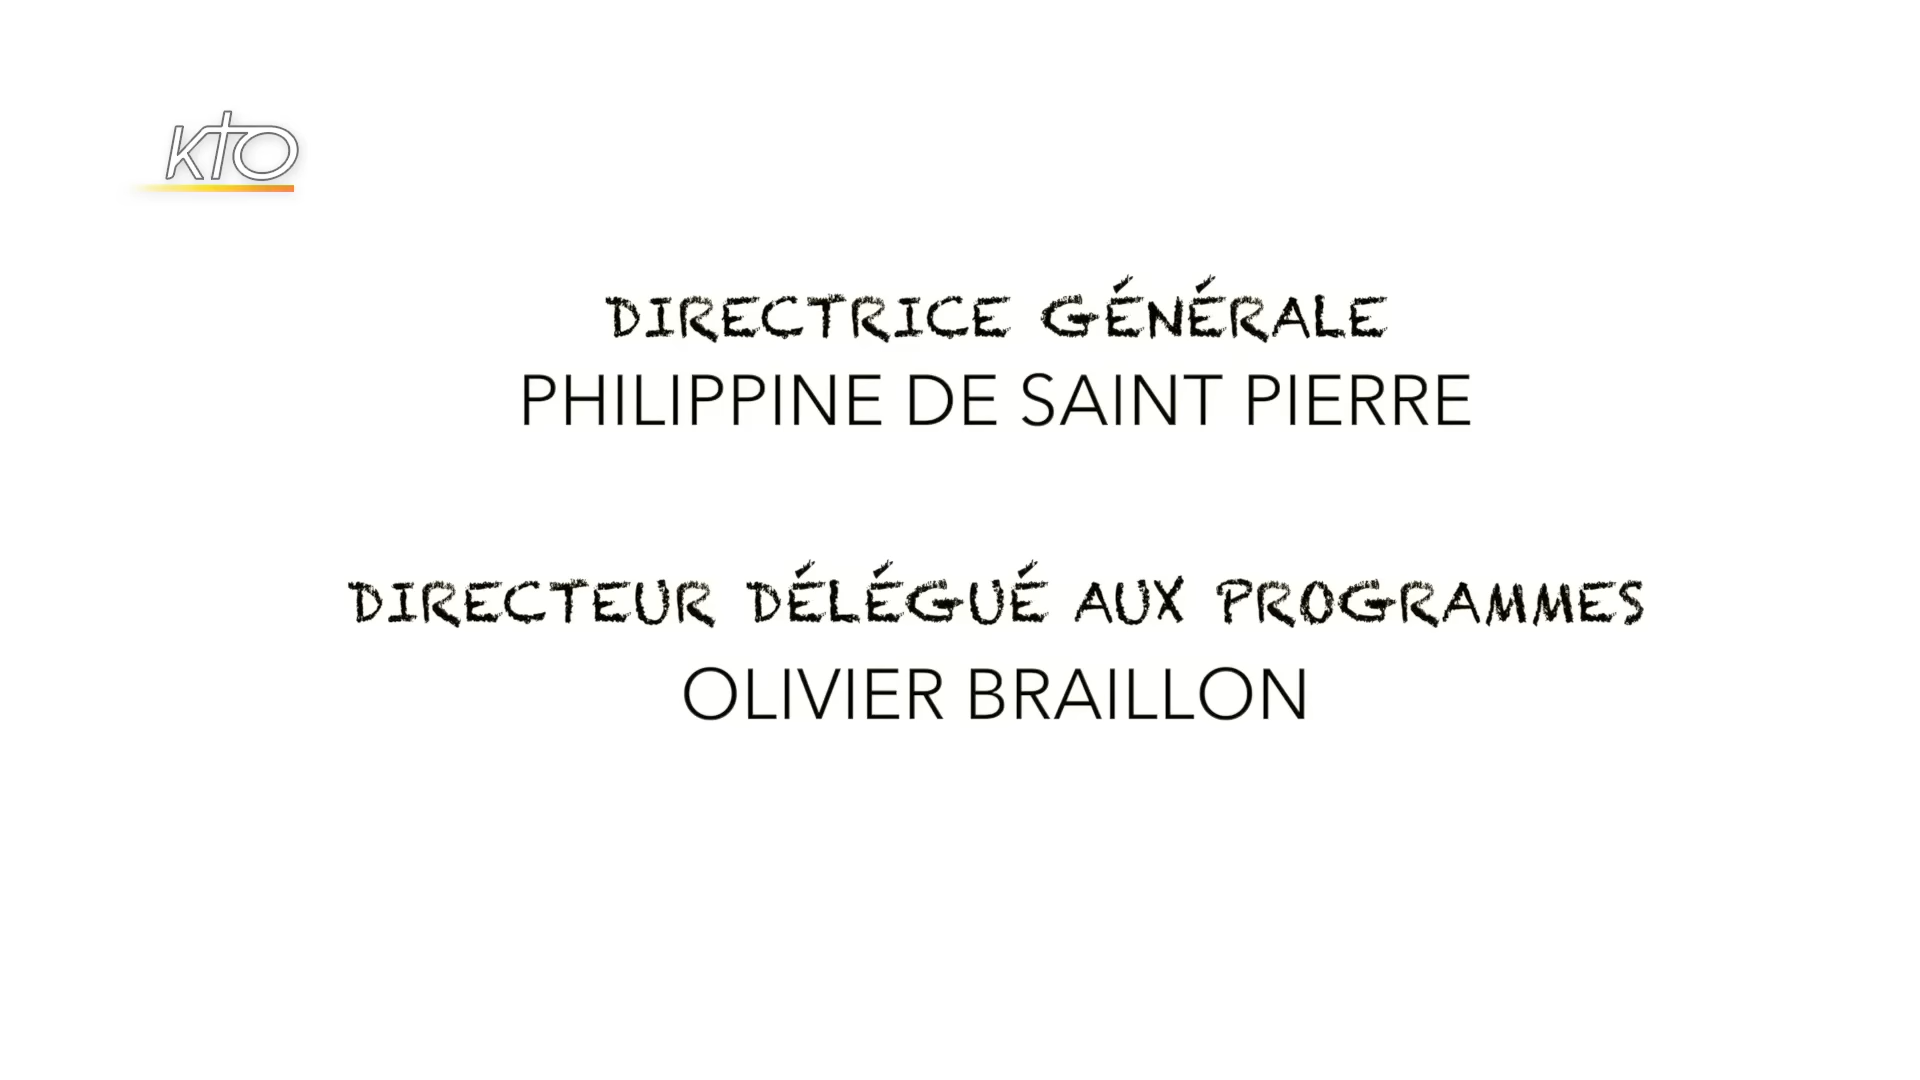 KTO
DIRECTRICE GÉNÉRALE
PHILIPPINE DE SAINT PIERRE
DIRECTEUR DÉLÉGUÉ AUX PROGRAMMES
OLIVIER BRAILLON